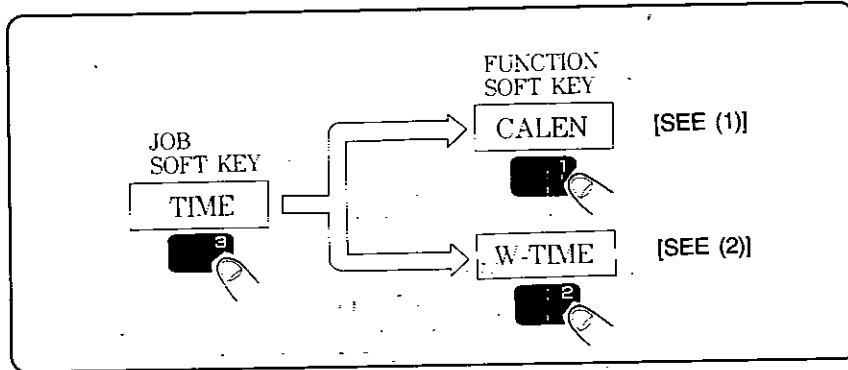 FUNCTION
SOFT KEY
CALEN
[SEE (1)]
1
JOB
SOFT KEY
TIME
3
W-TIME
[SEE (2)]
2